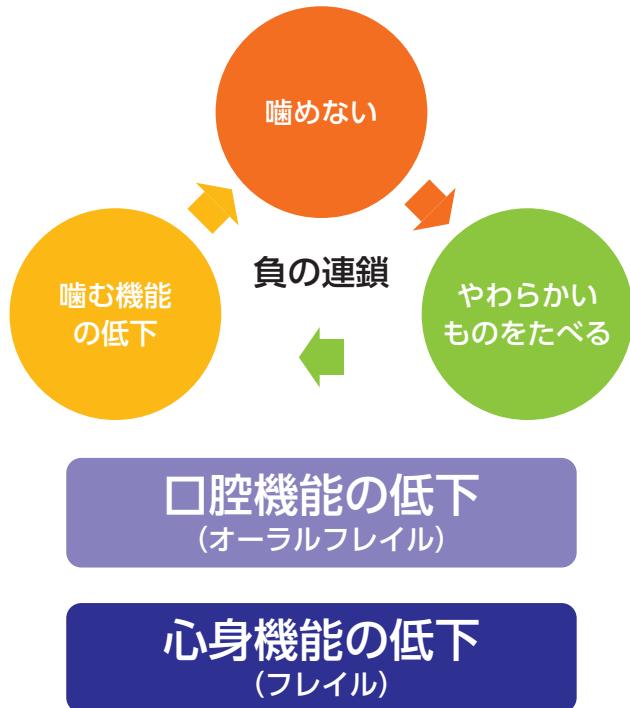 噛めない
負の連鎖
噛む機能
の低下
やわらかい
ものをたべる
口腔機能の低下
（オーラルフレイル）
心身機能の低下
（フレイル）